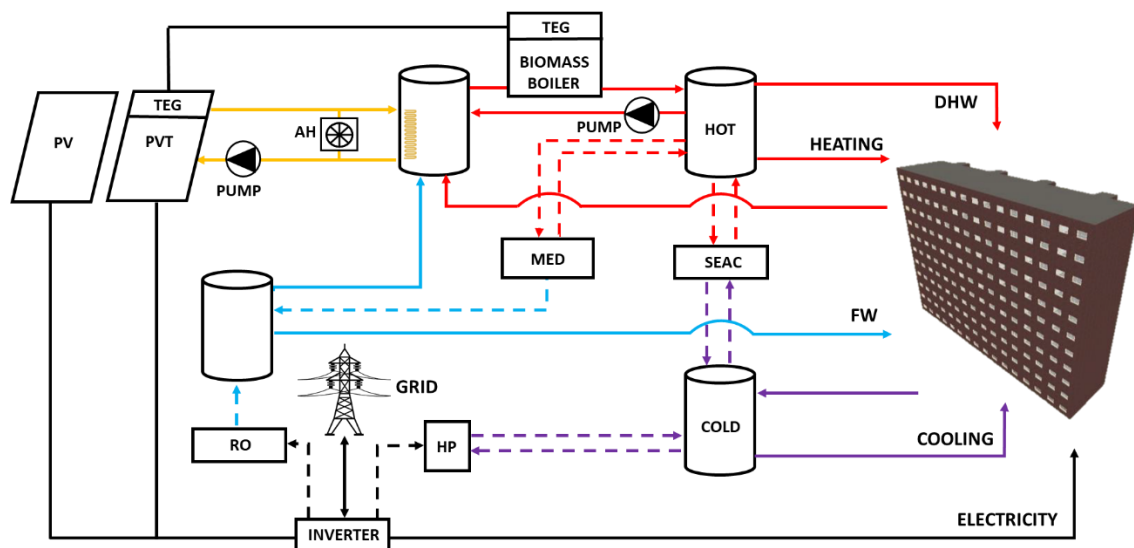 TEG
BIOMASS
BOILER
TEG
PV
PVT
AH
PUMP
PUMP
HOT
DHW
HEATING
MED
SEAC
FW
GRID
RO
HP
COLD
COOLING
ELECTRICITY
INVERTER